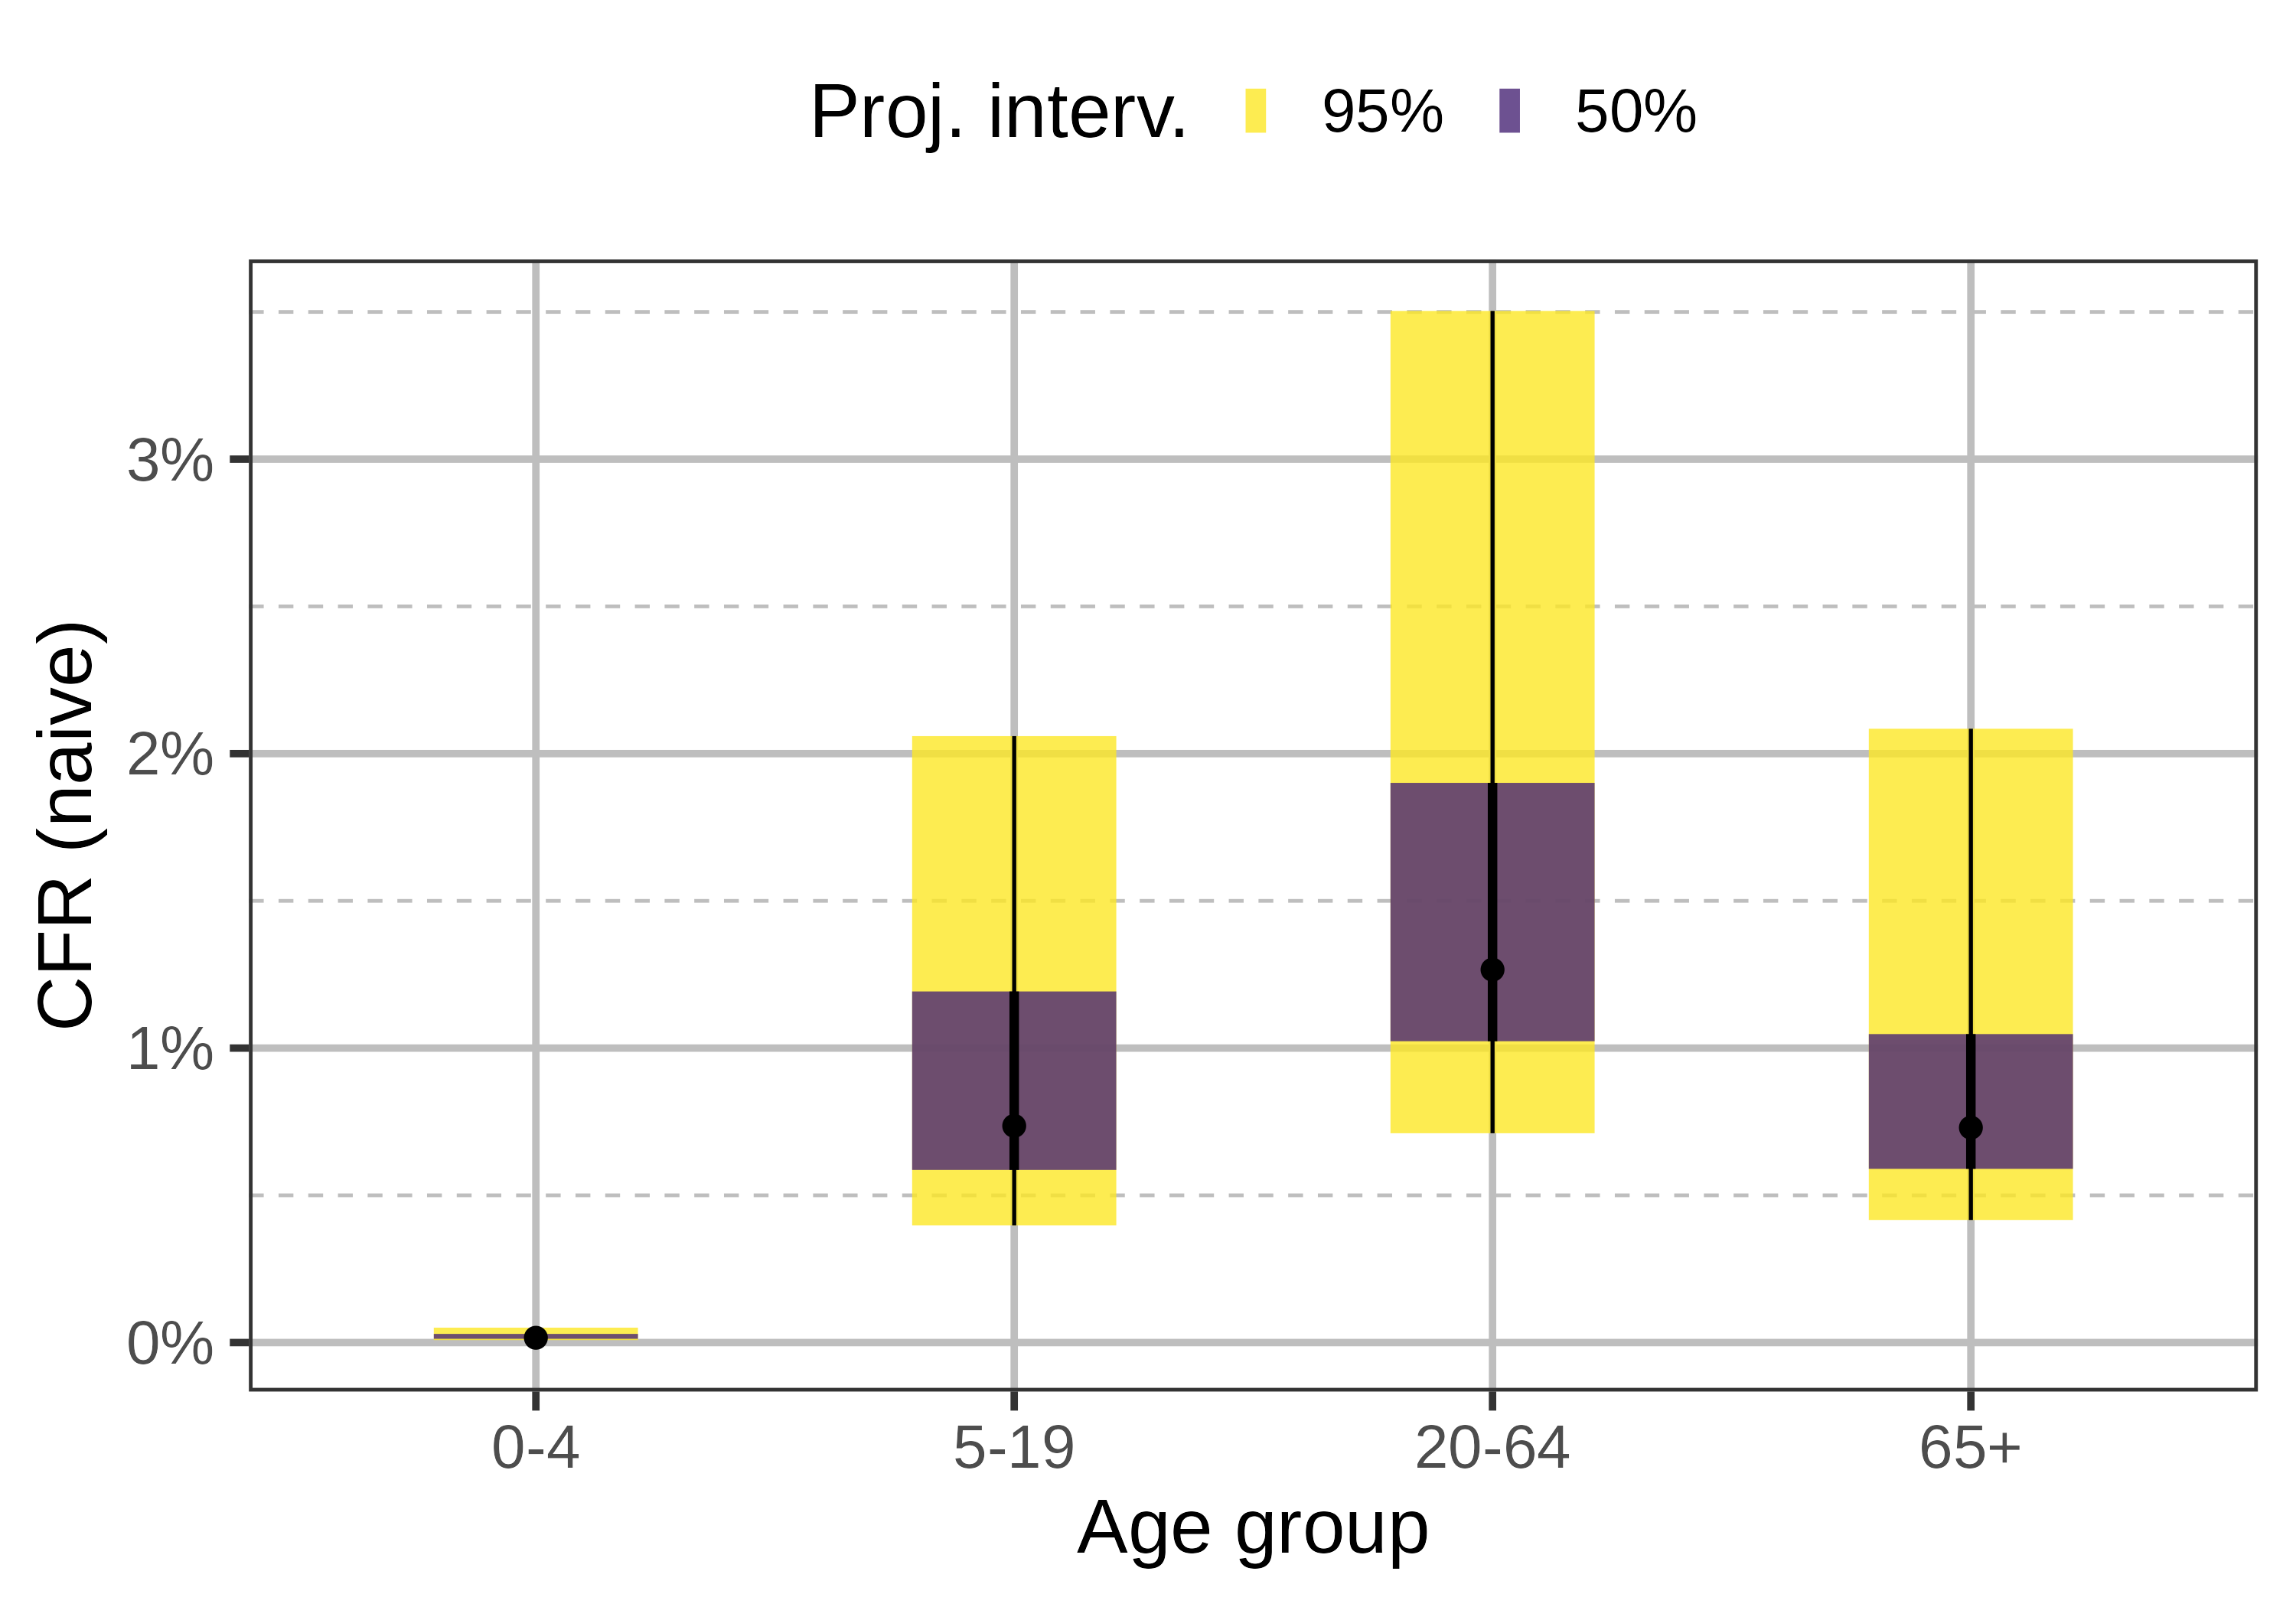 Proj. interv. 95% 50%
CFR (naive)
3%
2%
1%
0%
0-4 5-19 20-64 65+
Age group